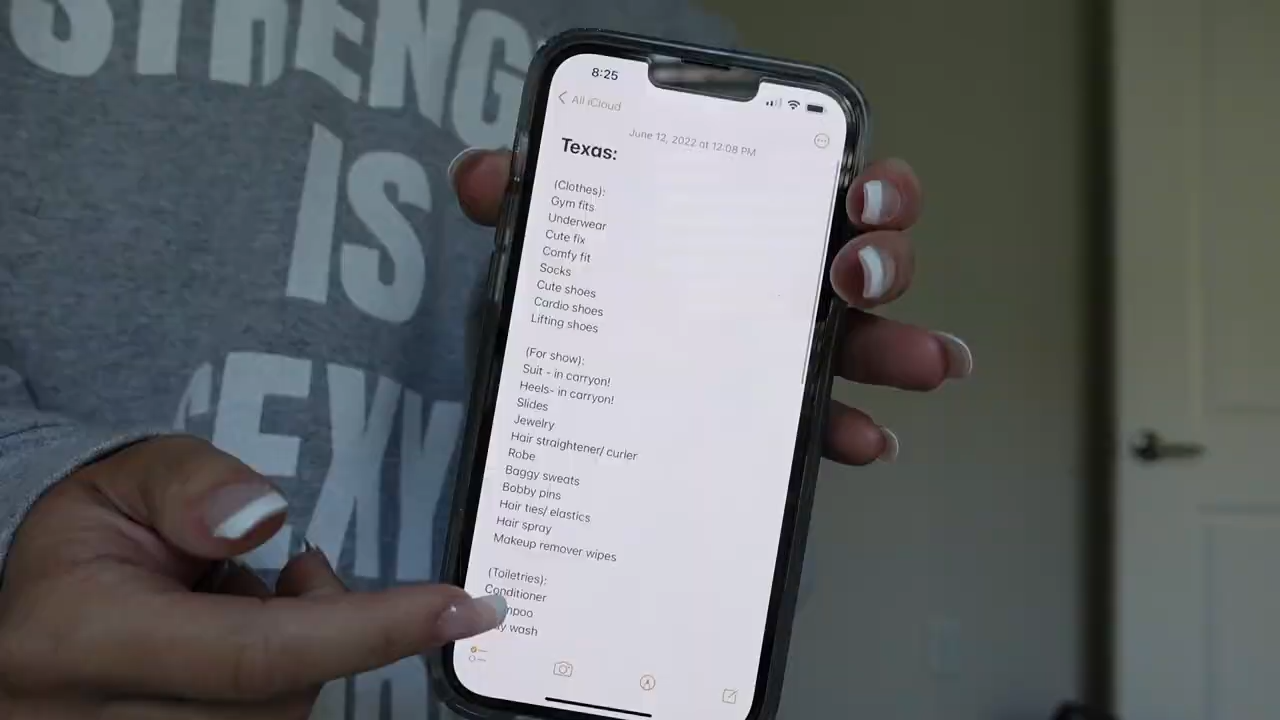 STRENGTH
IS
SEXY
8:25
All iCloud
June 12, 2022 at 12:08 PM
Texas:
(Clothes):
Gym fits
Underwear
Cute fix
Comfy fit
Socks
Cute shoes
Cardio shoes
Lifting shoes
(For show):
Suit - in carryon!
Heels- in carryon!
Slides
Jewelry
Hair straightener/ curler
Robe
Baggy sweats
Bobby pins
Hair ties/ elastics
Hair spray
Makeup remover wipes
(Toiletries):
Conditioner
wash